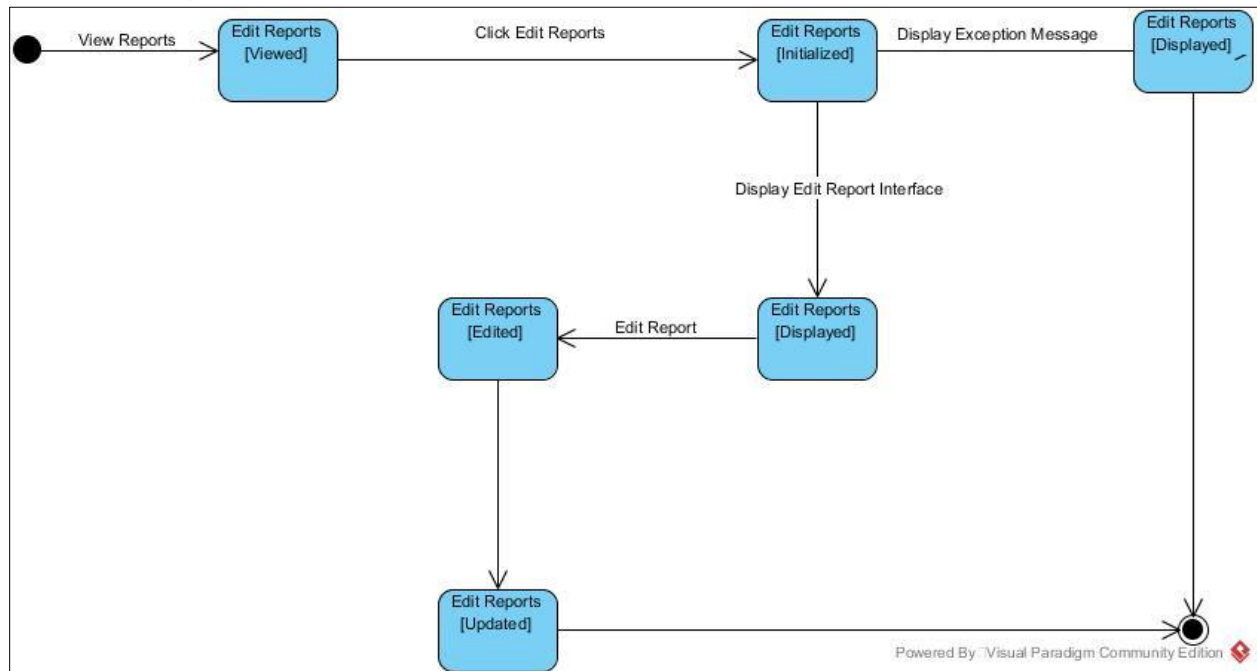 View Reports
Edit Reports
[Viewed]
Click Edit Reports
Edit Reports
[Initialized]
Display Exception Message
Edit Reports
[Displayed]
Display Edit Report Interface
Edit Reports
[Displayed]
Edit Report
Edit Reports
[Edited]
Edit Reports
[Updated]
Powered By Visual Paradigm Community Edition